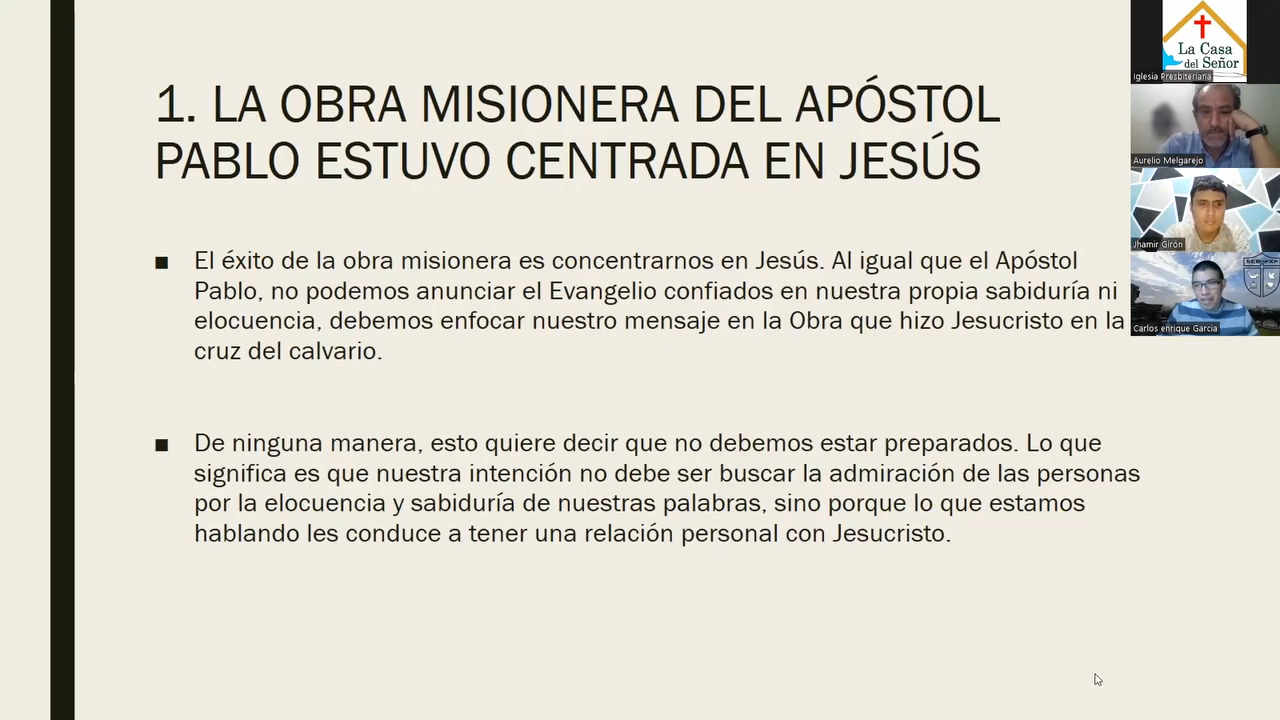 1. LA OBRA MISIONERA DEL APÓSTOL
PABLO ESTUVO CENTRADA EN JESÚS
■ El éxito de la obra misionera es concentrarnos en Jesús. Al igual que el Apóstol
Pablo, no podemos anunciar el Evangelio confiados en nuestra propia sabiduría ni
elocuencia, debemos enfocar nuestro mensaje en la Obra que hizo Jesucristo en la
cruz del calvario.
■ De ninguna manera, esto quiere decir que no debemos estar preparados. Lo que
significa es que nuestra intención no debe ser buscar la admiración de las personas
por la elocuencia y sabiduría de nuestras palabras, sino porque lo que estamos
hablando les conduce a tener una relación personal con Jesucristo.
La Casa
del Señor
Iglesia Presbiteriana
Aurelio Melgarejo
Jhamir Girón
Carlos enrique Garcia